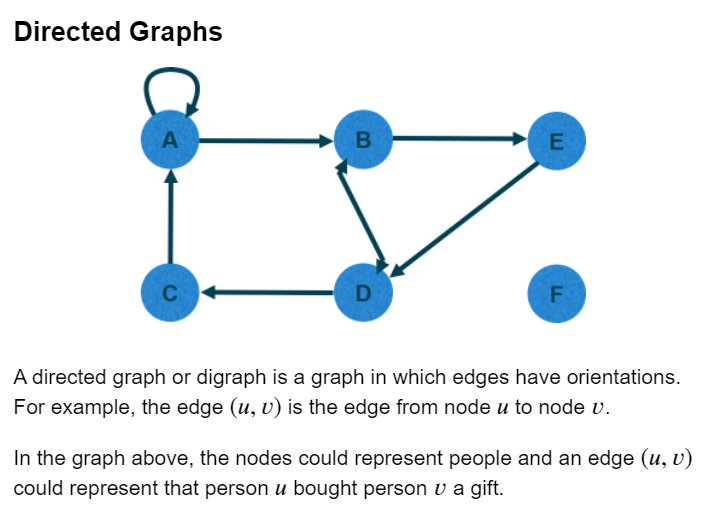 Directed Graphs
A B E
C D F
A directed graph or digraph is a graph in which edges have orientations.
For example, the edge (u, v) is the edge from node u to node v.
In the graph above, the nodes could represent people and an edge (u, v)
could represent that person u bought person v a gift.